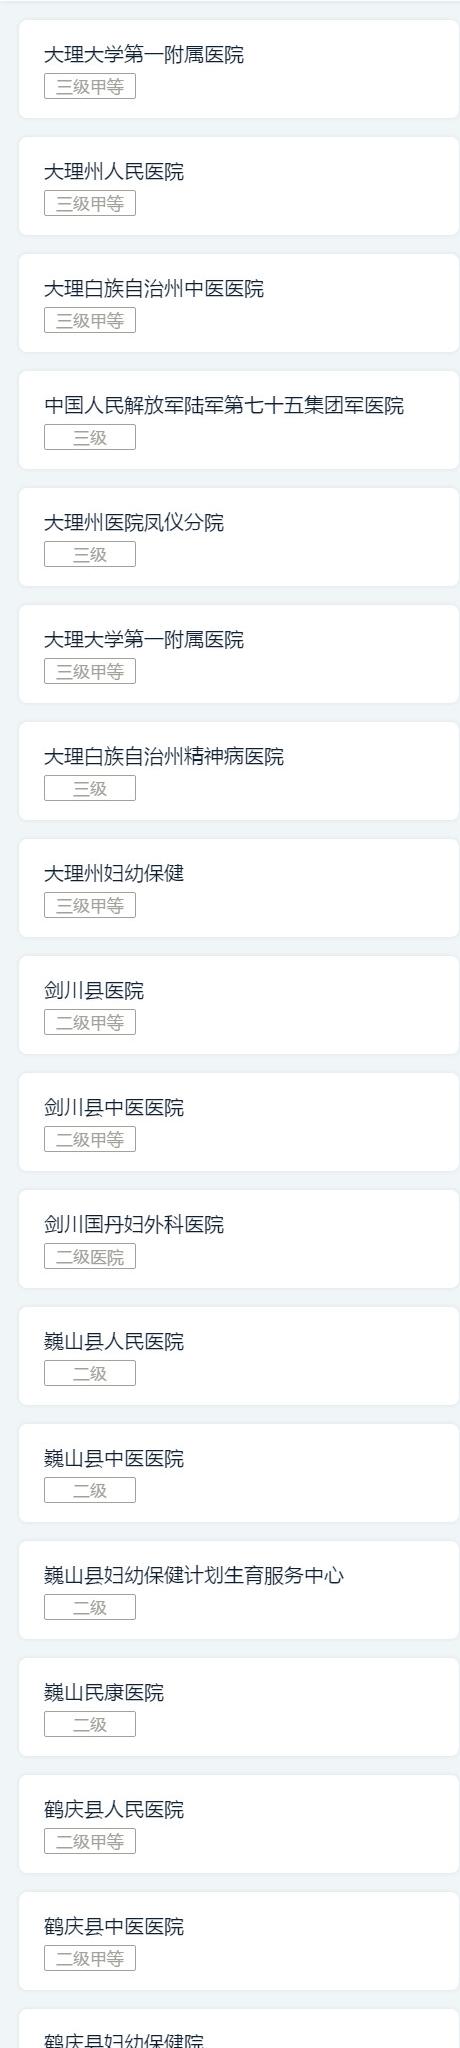 大理大学第一附属医院
三级甲等
大理州人民医院
三级甲等
大理白族自治州中医医院
三级甲等
中国人民解放军陆军第七十五集团军医院
三级
大理州医院凤仪分院
三级
大理大学第一附属医院
三级甲等
大理白族自治州精神病医院
三级
大理州妇幼保健
三级甲等
剑川县医院
二级甲等
剑川县中医医院
二级甲等
剑川国丹妇外科医院
二级医院
巍山县人民医院
二级
巍山县中医医院
二级
巍山县妇幼保健计划生育服务中心
二级
巍山民康医院
二级
鹤庆县人民医院
二级甲等
鹤庆县中医医院
二级甲等
鹤庆县妇幼保健院